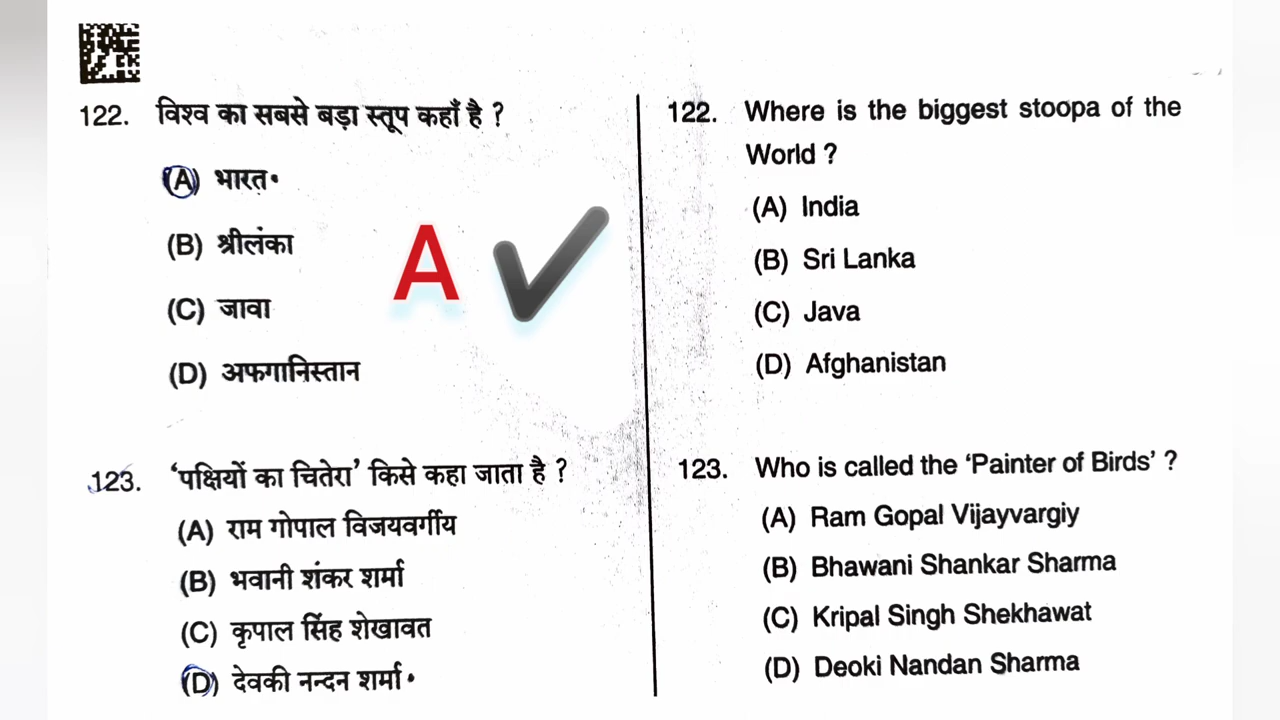 122. विश्व का सबसे बड़ा स्तूप कहाँ है ?
(A) भारत
(B) श्रीलंका
(C) जावा
(D) अफगानिस्तान
A ✔
123. 'पक्षियों का चितेरा' किसे कहा जाता है ?
(A) राम गोपाल विजयवर्गीय
(B) भवानी शंकर शर्मा
(C) कृपाल सिंह शेखावत
(D) देवकी नन्दन शर्मा
122. Where is the biggest stoopa of the
World ?
(A) India
(B) Sri Lanka
(C) Java
(D) Afghanistan
123. Who is called the 'Painter of Birds' ?
(A) Ram Gopal Vijayvargiy
(B) Bhawani Shankar Sharma
(C) Kripal Singh Shekhawat
(D) Deoki Nandan Sharma